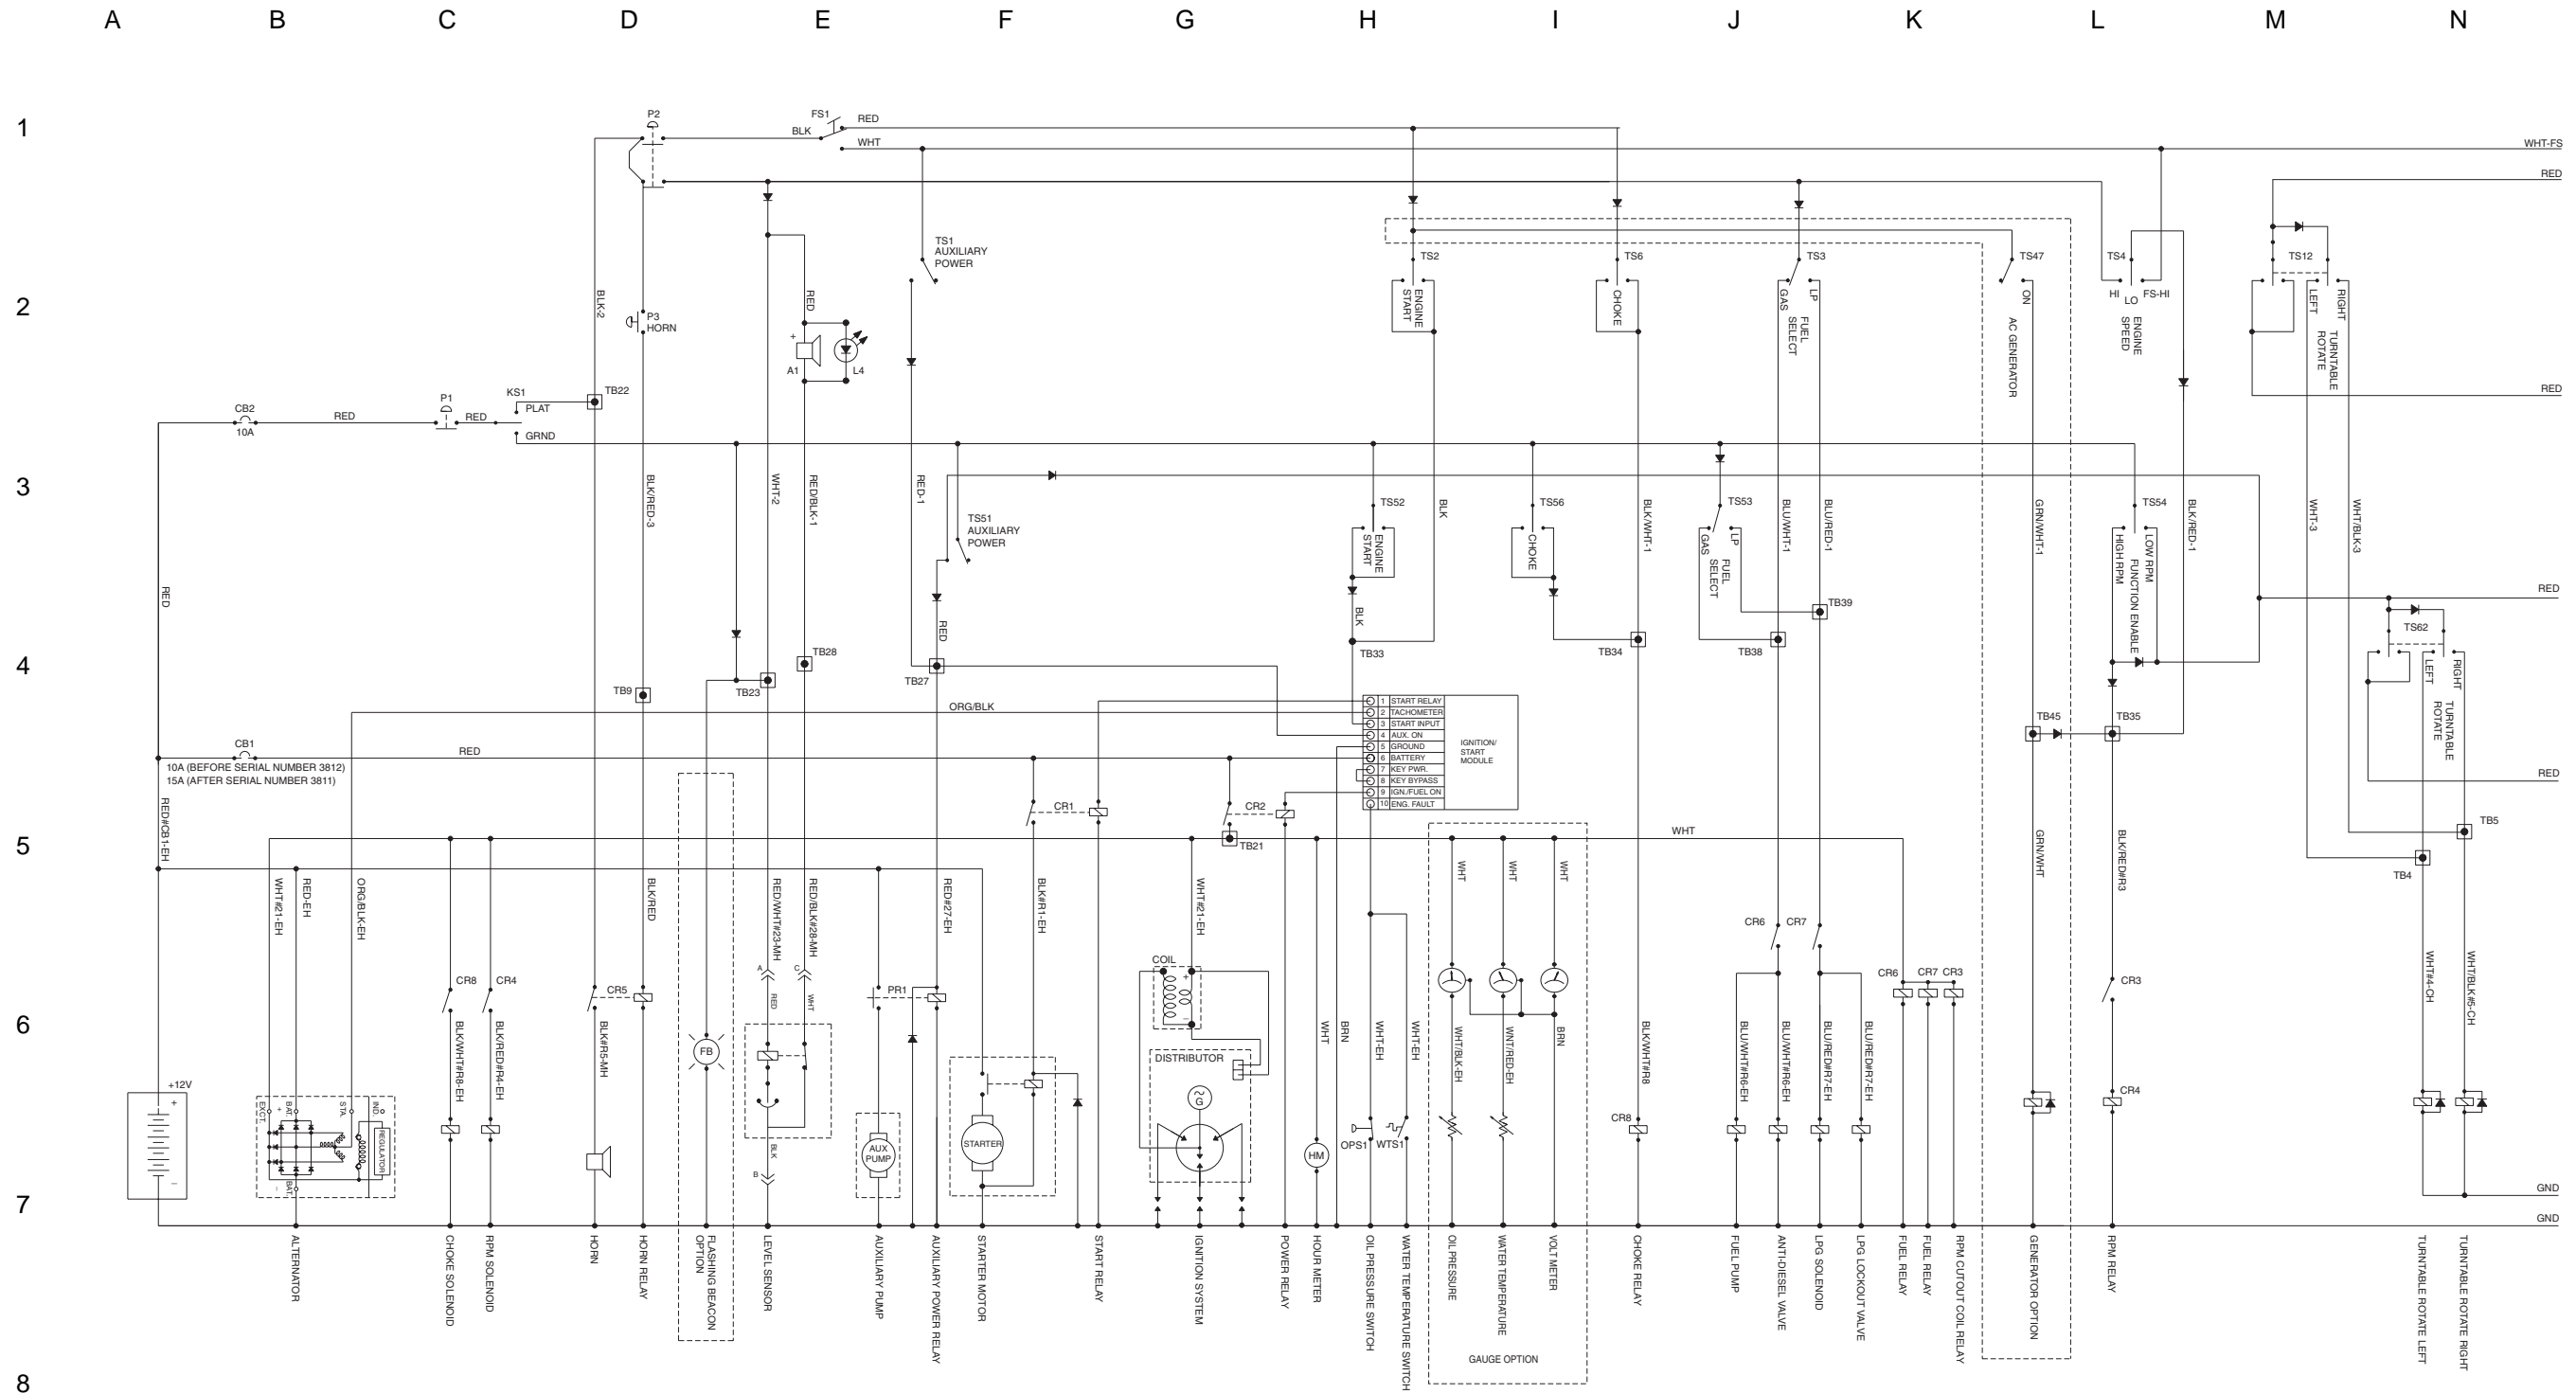 A B C D E F G H I J K L M N
1
2
3
4
5
6
7
8
P2
FS1
RED
BLK
WHT
WHT-FS
RED
TS1
AUXILIARY
POWER
TS2
TS6
TS3
TS47
TS4
TS12
BLK-2
P3
HORN
RED
+
A1
L4
ENGINE
START
CHOKE
GAS
LP
FUEL
SELECT
ON
AC GENERATOR
HI
LO
FS-HI
ENGINE
SPEED
LEFT
RIGHT
TURNTABLE
ROTATE
RED
CB2
10A
RED
P1
RED
KS1
PLAT
GRND
TB22
BLK/RED-3
WHT-2
RED/BLK-1
RED-1
TS51
AUXILIARY
POWER
TS52
ENGINE
START
BLK
BLK
TS56
CHOKE
BLK/WHT-1
TS53
GAS
LP
FUEL
SELECT
BLU/WHT-1
BLU/RED-1
GRN/WHT-1
TS54
HIGH RPM
LOW RPM
FUNCTION ENABLE
BLK/RED-1
WHT-3
WHT/BLK-3
RED
RED
TB39
RED
TS62
LEFT
RIGHT
TURNTABLE
ROTATE
TB9
TB23
TB28
TB27
TB33
TB34
TB38
TB45
TB35
ORG/BLK
1 START RELAY
2 TACHOMETER
3 START INPUT
4 AUX. ON
5 GROUND
6 BATTERY
7 KEY PWR.
8 KEY BYPASS
9 IGN./FUEL ON
10 ENG. FAULT
IGNITION/
START
MODULE
CB1
RED
10A (BEFORE SERIAL NUMBER 3812)
15A (AFTER SERIAL NUMBER 3811)
RED
CR1
CR2
TB21
WHT
TB5
TB4
RED#CB1-EH
WHT#21-EH
RED-EH
ORG/BLK-EH
BLK/RED
RED/WHT#23-MH
RED/BLK#28-MH
RED#27-EH
BLK#R1-EH
WHT#21-EH
WHT
WHT
WHT
GRN/WHT
BLK/RED#R3
CR6
CR7
CR8
CR4
CR5
A
C
RED
WHT
PR1
COIL
+
–
CR6
CR7
CR3
CR3
WHT#4-CH
WHT/BLK#5-CH
BLK/WHT#R8-EH
BLK/RED#R4-EH
BLK#R5-MH
FB
DISTRIBUTOR
G
WHT
BRN
WHT-EH
WHT-EH
WHT/BLK-EH
WNT/RED-EH
BRN
BLK/WHT#R8
BLU/WHT#R6-EH
BLU/WHT#R6-EH
BLU/RED#R7-EH
BLU/RED#R7-EH
+12V
+
–
EXCT.
+
BAT.
STA.
IND.
REGULATOR
–
BAT.
BLK
B
AUX
PUMP
STARTER
HM
OPS1
WTS1
CR8
CR4
GND
GND
ALTERNATOR
CHOKE SOLENOID
RPM SOLENOID
HORN
HORN RELAY
FLASHING BEACON
OPTION
LEVEL SENSOR
AUXILIARY PUMP
AUXILIARY POWER RELAY
STARTER MOTOR
START RELAY
IGNITION SYSTEM
POWER RELAY
HOUR METER
OIL PRESSURE SWITCH
WATER TEMPERATURE SWITCH
OIL PRESSURE
WATER TEMPERATURE
VOLT METER
GAUGE OPTION
CHOKE RELAY
FUEL PUMP
ANTI-DIESEL VALVE
LPG SOLENOID
LPG LOCKOUT VALVE
FUEL RELAY
FUEL RELAY
RPM CUTOUT COIL RELAY
GENERATOR OPTION
RPM RELAY
TURNTABLE ROTATE LEFT
TURNTABLE ROTATE RIGHT